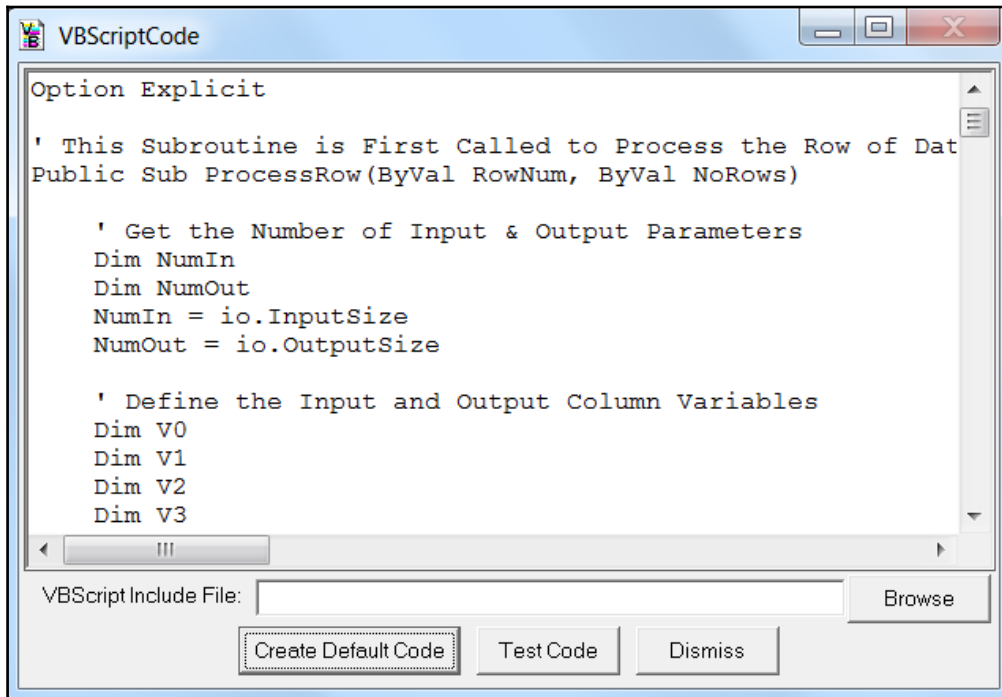 VBScriptCode
Option Explicit
' This Subroutine is First Called to Process the Row of Dat
Public Sub ProcessRow(ByVal RowNum, ByVal NoRows)
' Get the Number of Input & Output Parameters
Dim NumIn
Dim NumOut
NumIn = io.InputSize
NumOut = io.OutputSize
' Define the Input and Output Column Variables
Dim V0
Dim V1
Dim V2
Dim V3
VBScript Include File:
Browse
Create Default Code Test Code Dismiss